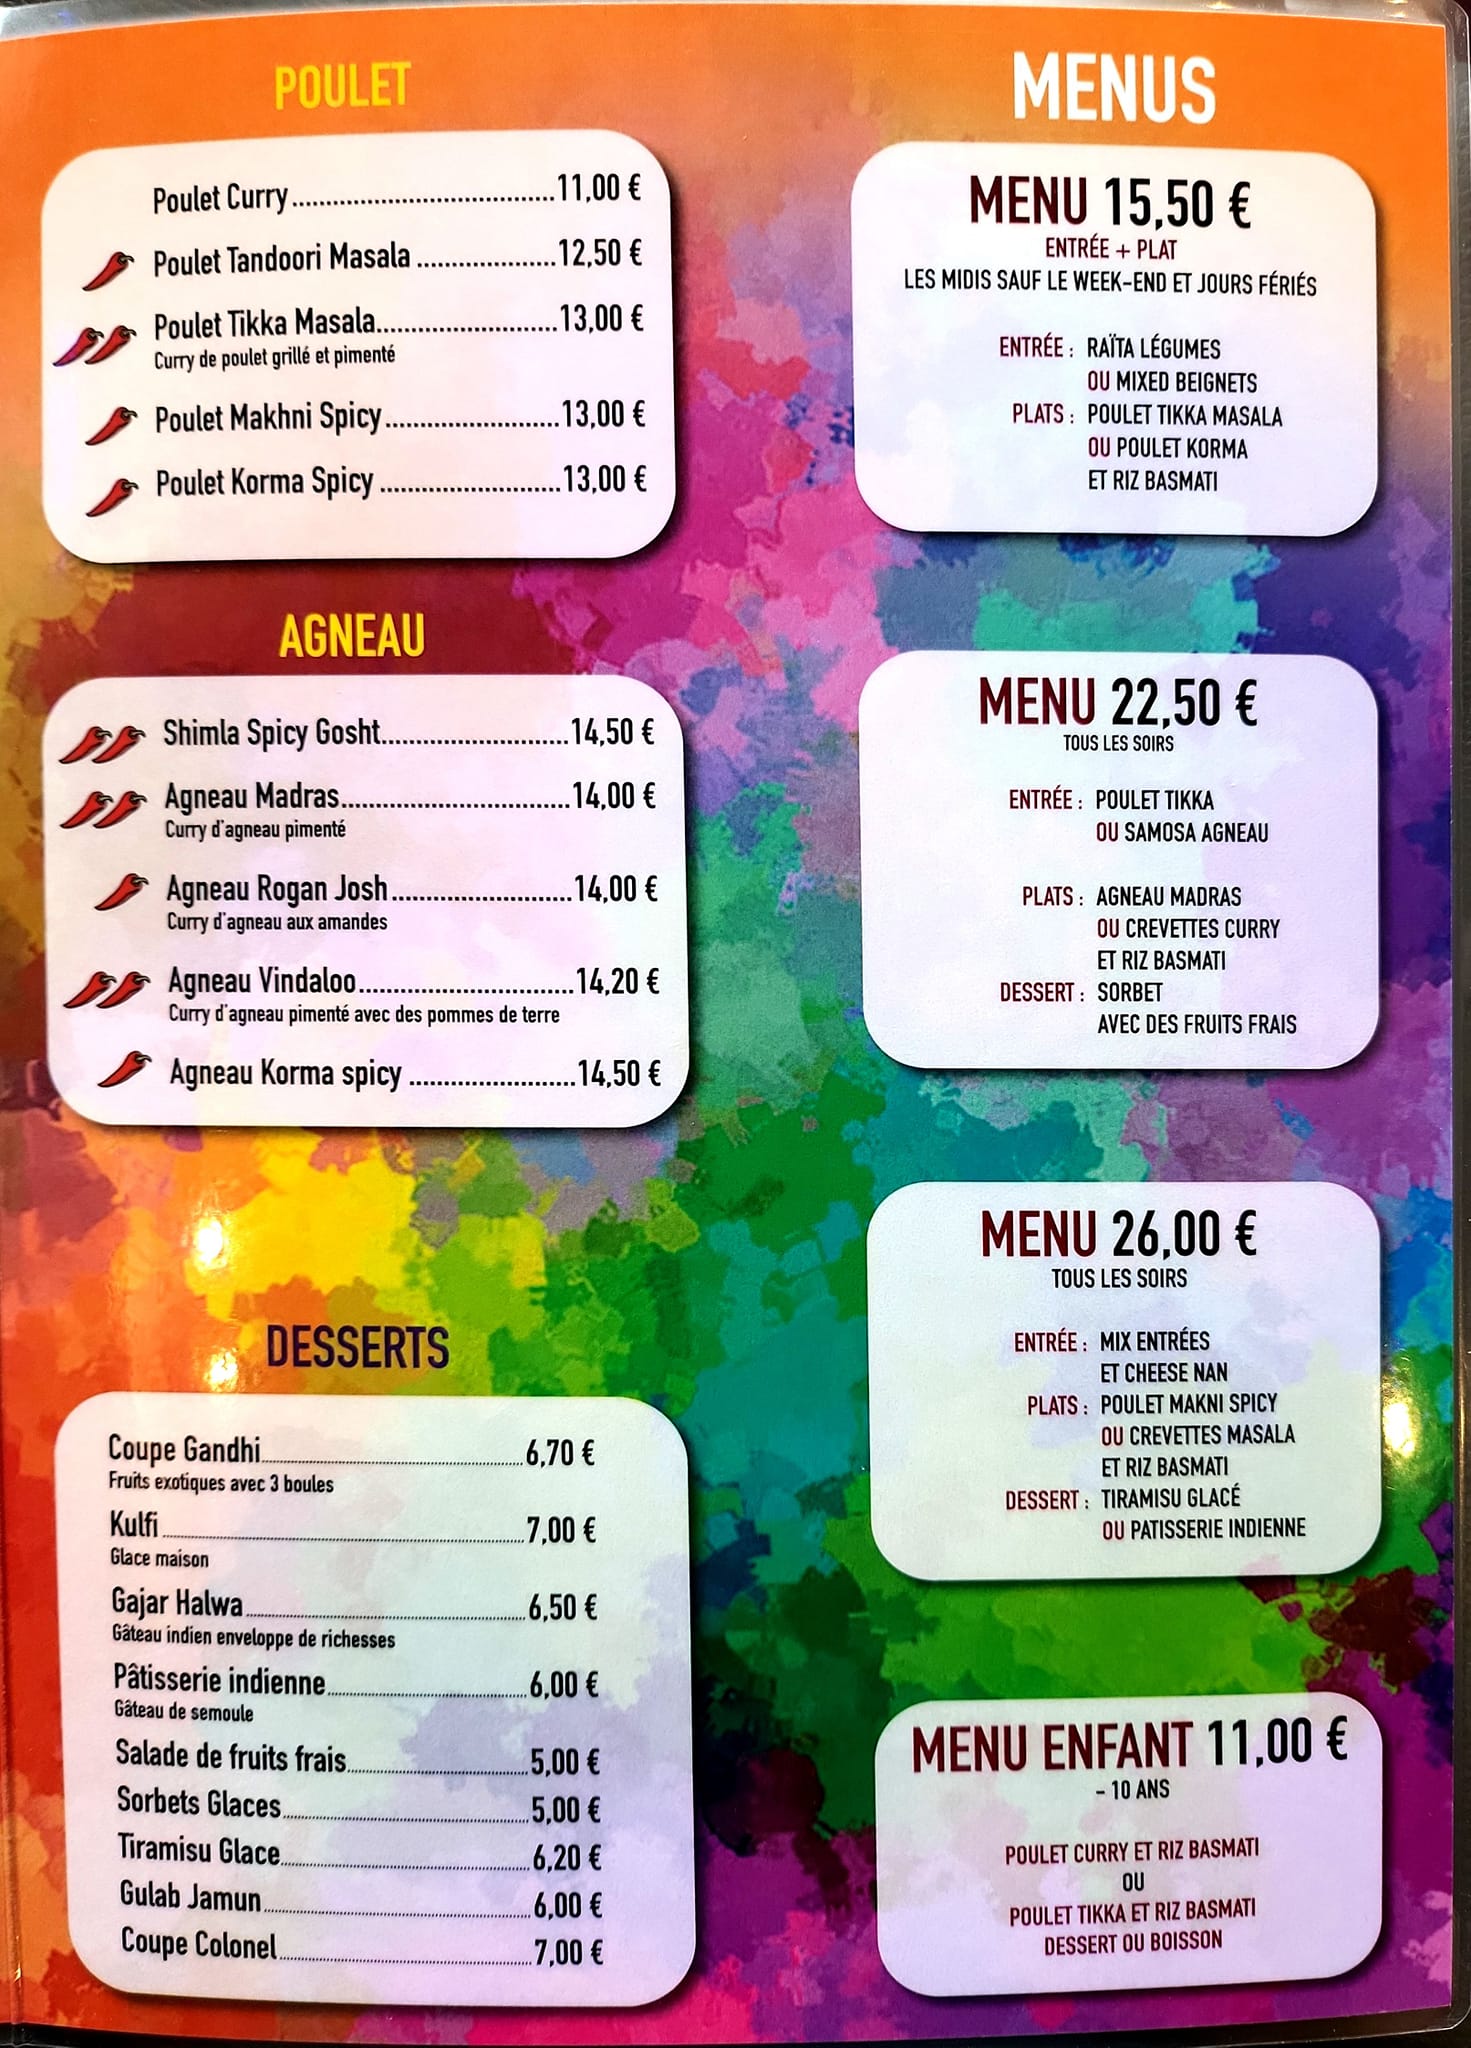 POULET
Poulet Curry 11,00 €
Poulet Tandoori Masala 12,50 €
Poulet Tikka Masala 13,00 €
Curry de poulet grillé et pimenté
Poulet Makhni Spicy 13,00 €
Poulet Korma Spicy 13,00 €
AGNEAU
Shimla Spicy Gosht 14,50 €
Agneau Madras 14,00 €
Curry d'agneau pimenté
Agneau Rogan Josh 14,00 €
Curry d'agneau aux amandes
Agneau Vindaloo 14,20 €
Curry d'agneau pimenté avec des pommes de terre
Agneau Korma spicy 14,50 €
DESSERTS
Coupe Gandhi 6,70 €
Fruits exotiques avec 3 boules
Kulfi 7,00 €
Glace maison
Gajar Halwa 6,50 €
Gâteau indien enveloppe de richesses
Pâtisserie indienne 6,00 €
Gâteau de semoule
Salade de fruits frais 5,00 €
Sorbets Glaces 5,00 €
Tiramisu Glace 6,20 €
Gulab Jamun 6,00 €
Coupe Colonel 7,00 €
MENUS
MENU 15,50 €
ENTRÉE + PLAT
LES MIDIS SAUF LE WEEK-END ET JOURS FÉRIÉS
ENTRÉE : RAÏTA LÉGUMES
OU MIXED BEIGNETS
PLATS : POULET TIKKA MASALA
OU POULET KORMA
ET RIZ BASMATI
MENU 22,50 €
TOUS LES SOIRS
ENTRÉE : POULET TIKKA
OU SAMOSA AGNEAU
PLATS : AGNEAU MADRAS
OU CREVETTES CURRY
ET RIZ BASMATI
DESSERT : SORBET
AVEC DES FRUITS FRAIS
MENU 26,00 €
TOUS LES SOIRS
ENTRÉE : MIX ENTRÉES
ET CHEESE NAN
PLATS : POULET MAKNI SPICY
OU CREVETTES MASALA
ET RIZ BASMATI
DESSERT : TIRAMISU GLACÉ
OU PATISSERIE INDIENNE
MENU ENFANT 11,00 €
- 10 ANS
POULET CURRY ET RIZ BASMATI
OU
POULET TIKKA ET RIZ BASMATI
DESSERT OU BOISSON